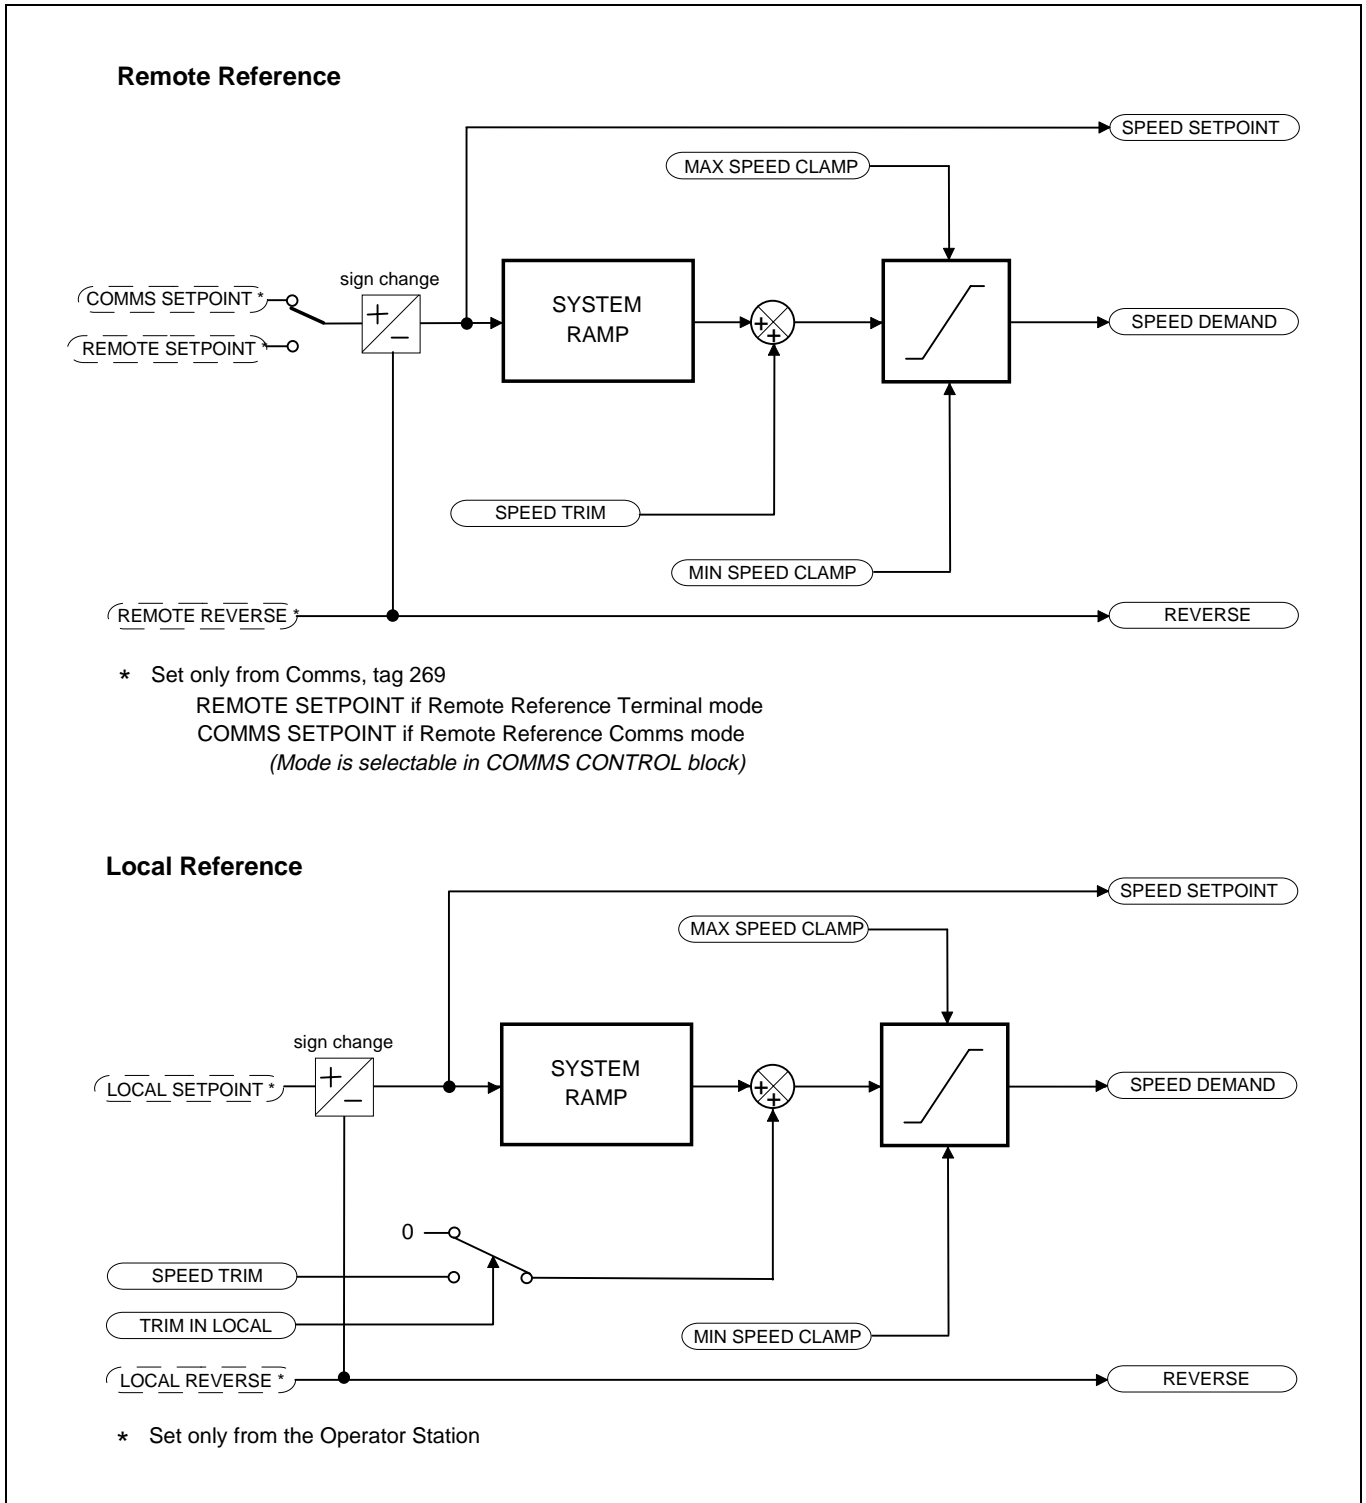 Remote Reference
SPEED SETPOINT
MAX SPEED CLAMP
sign change
COMMS SETPOINT *
+
−
SYSTEM
RAMP
+
+
SPEED DEMAND
REMOTE SETPOINT *
SPEED TRIM
MIN SPEED CLAMP
REMOTE REVERSE *
REVERSE
* Set only from Comms, tag 269
REMOTE SETPOINT if Remote Reference Terminal mode
COMMS SETPOINT if Remote Reference Comms mode
(Mode is selectable in COMMS CONTROL block)
Local Reference
SPEED SETPOINT
MAX SPEED CLAMP
sign change
LOCAL SETPOINT *
+
−
SYSTEM
RAMP
+
+
SPEED DEMAND
0
SPEED TRIM
TRIM IN LOCAL
MIN SPEED CLAMP
LOCAL REVERSE *
REVERSE
* Set only from the Operator Station